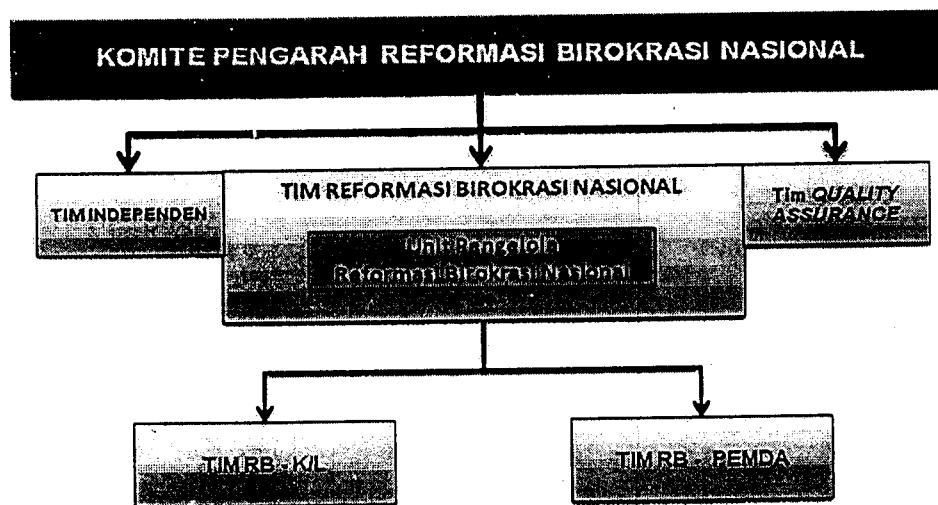 KOMITE PENGARAH REFORMASI BIROKRASI NASIONAL
TIM INDEPENDEN
TIM REFORMASI BIROKRASI NASIONAL
Unit Pengelola
Reformasi Birokrasi Nasional
Tim QUALITY
ASSURANCE
TIM RB - K/L
TIM RB - PEMDA